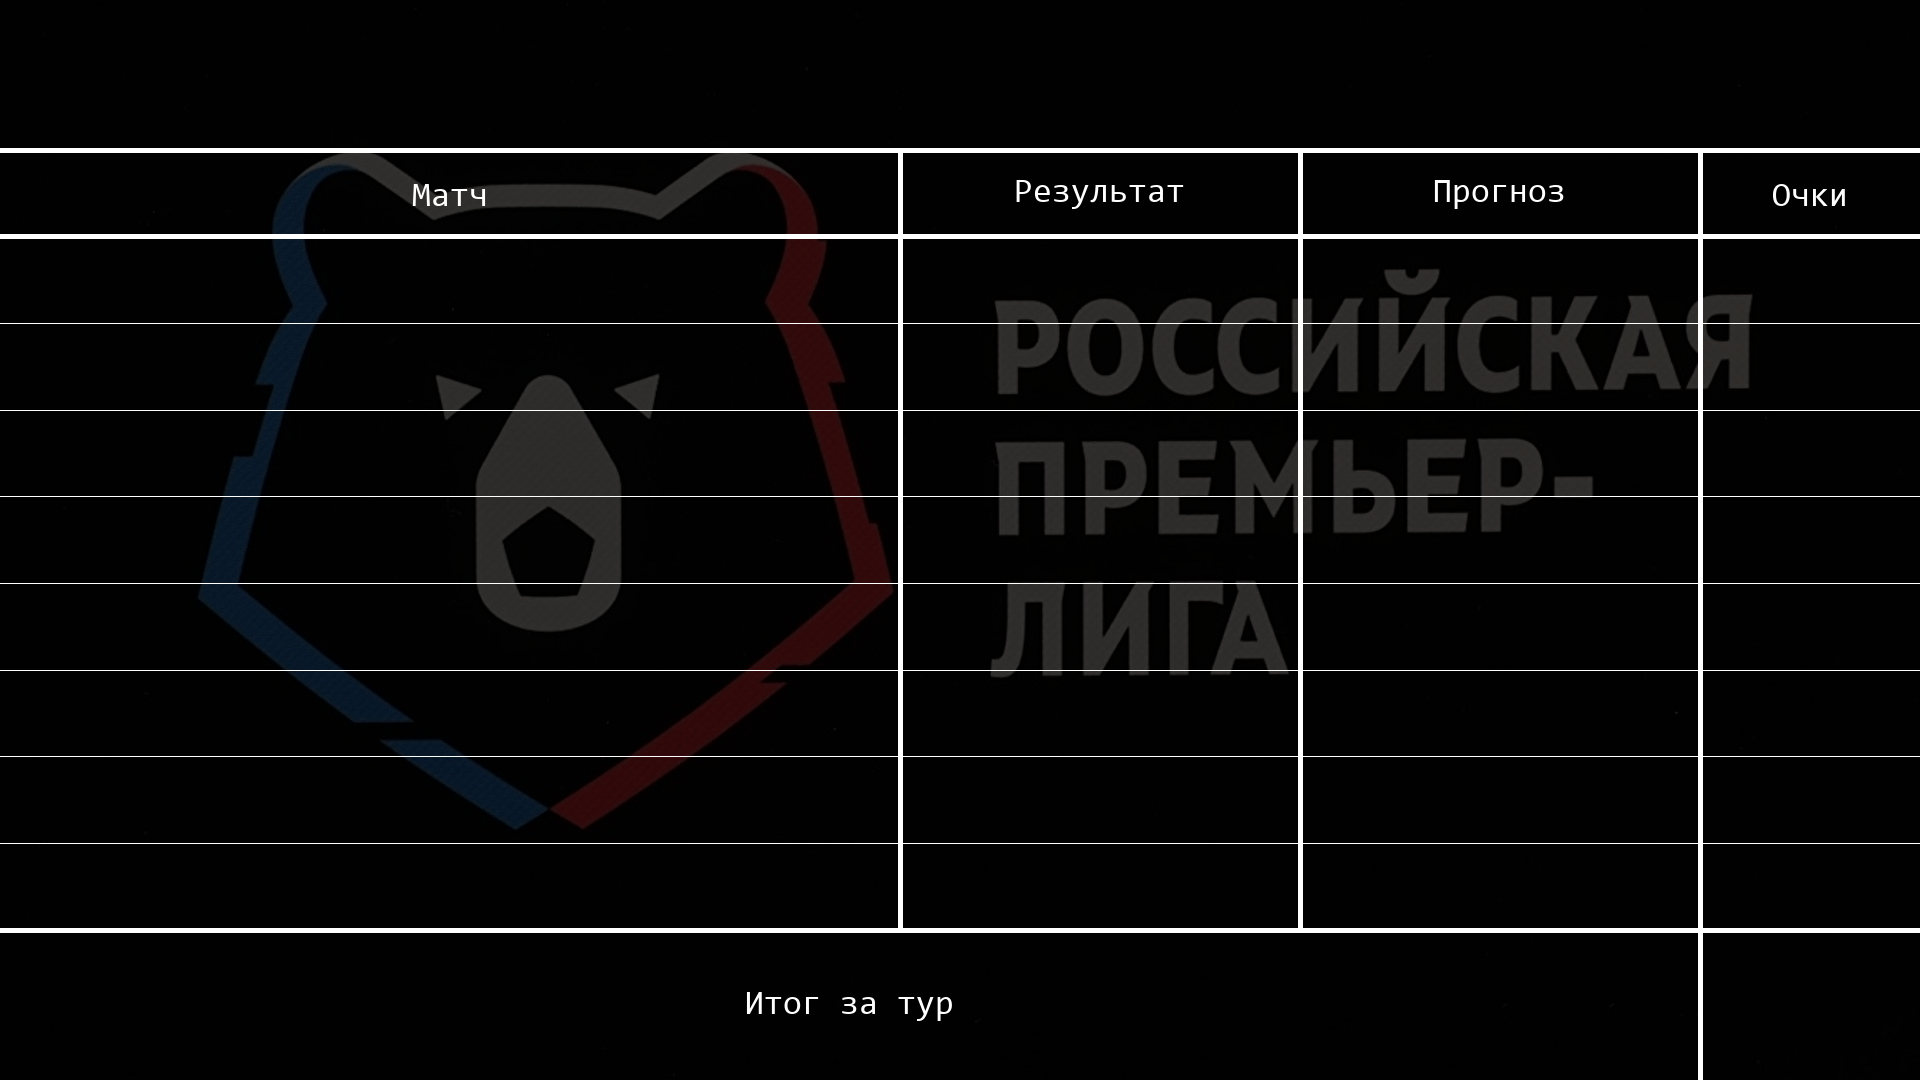 Матч Результат Прогноз Очки
РОССИЙСКАЯ
ПРЕМЬЕР-
ЛИГА
Итог за тур